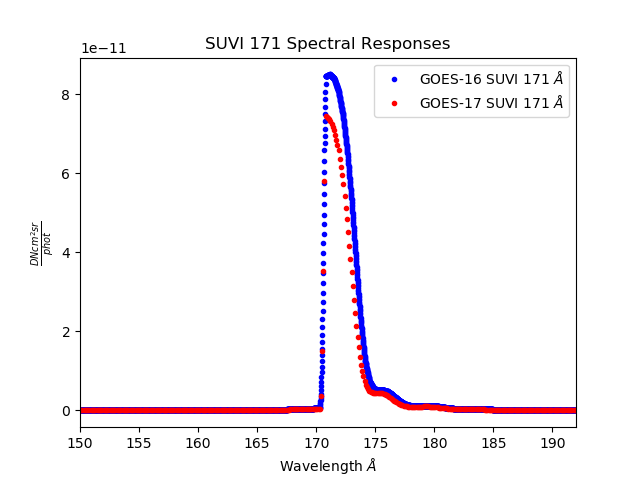 SUVI 171 Spectral Responses
1e−11
GOES-16 SUVI 171 Å
GOES-17 SUVI 171 Å
8
6
4
2
0
DNcm²sr
phot
150 155 160 165 170 175 180 185 190
Wavelength Å